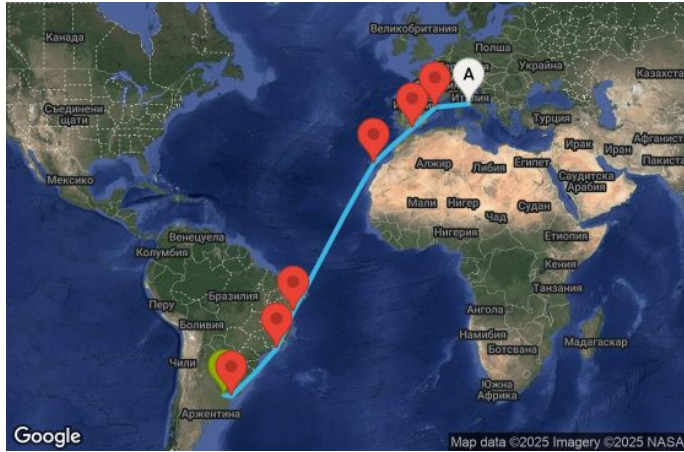 Канада
Великобритания
Полша
Украйна
Казахста
A
Италия
Съединени
щати
Турция
Афганист
Ирак
Иран
Пакиста
Алжир
Либия
Египет
Саудитска
Арабия
Мексико
Мали
Нигер
Чад
Судан
Нигерия
Етиопия
Венецуела
Колумбия
Кения
Танзания
Перу
Бразилия
Боливия
Ангола
Намибия
Ботсвана
Мадагаскар
Чили
Южна
Африка
Аржентина
Google
Map data ©2025 Imagery ©2025 NASA